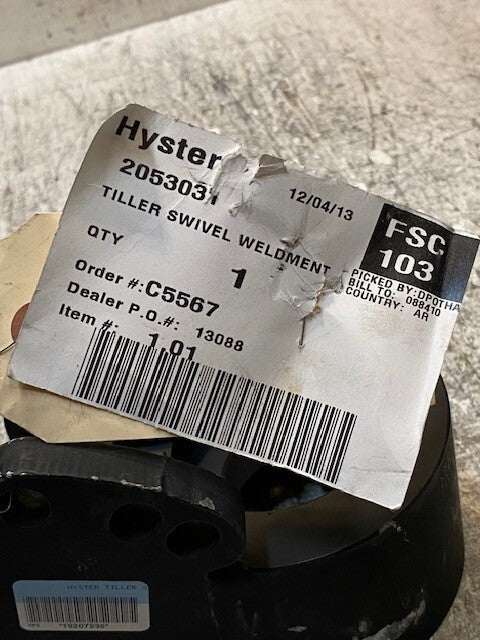 Hyster
2053031
12/04/13
TILLER SWIVEL WELDMENT
FSC
103
QTY
1
PICKED BY: DPOTHA
BILL TO: 088410
COUNTRY: AR
Order #: C5567
Dealer P.O.#: 13088
Item #: 1.01
HYSTER TILLER
*10207236*